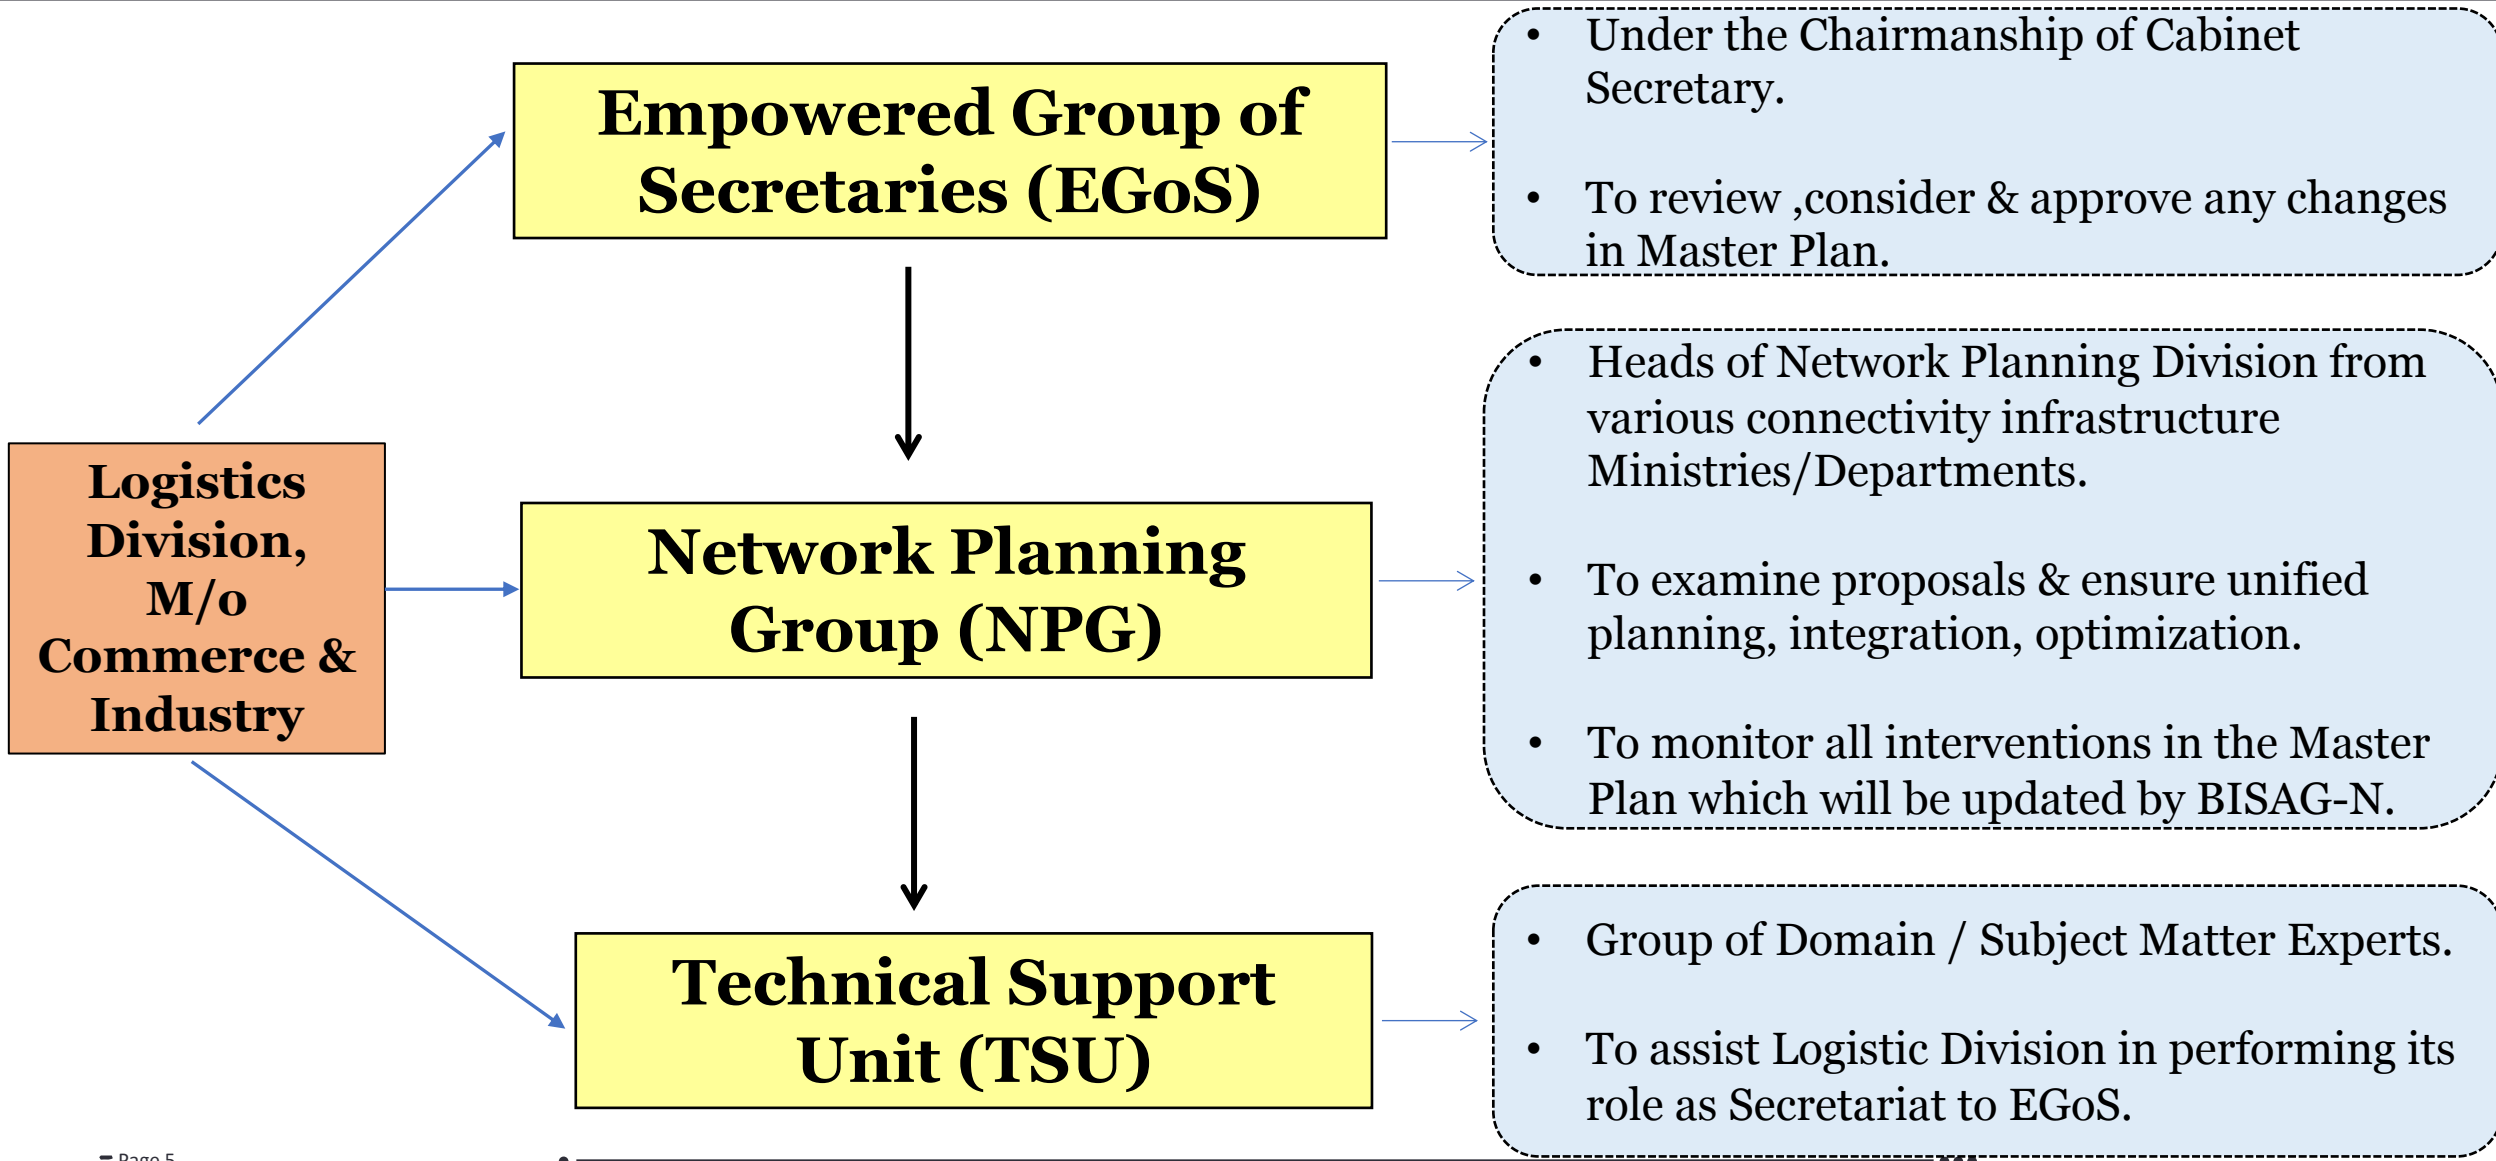 Empowered Group of
Secretaries (EGoS)
• Under the Chairmanship of Cabinet
Secretary.
• To review ,consider & approve any changes
in Master Plan.
Logistics
Division,
M/o
Commerce &
Industry
Network Planning
Group (NPG)
• Heads of Network Planning Division from
various connectivity infrastructure
Ministries/Departments.
• To examine proposals & ensure unified
planning, integration, optimization.
• To monitor all interventions in the Master
Plan which will be updated by BISAG-N.
Technical Support
Unit (TSU)
• Group of Domain / Subject Matter Experts.
• To assist Logistic Division in performing its
role as Secretariat to EGoS.
Page 5